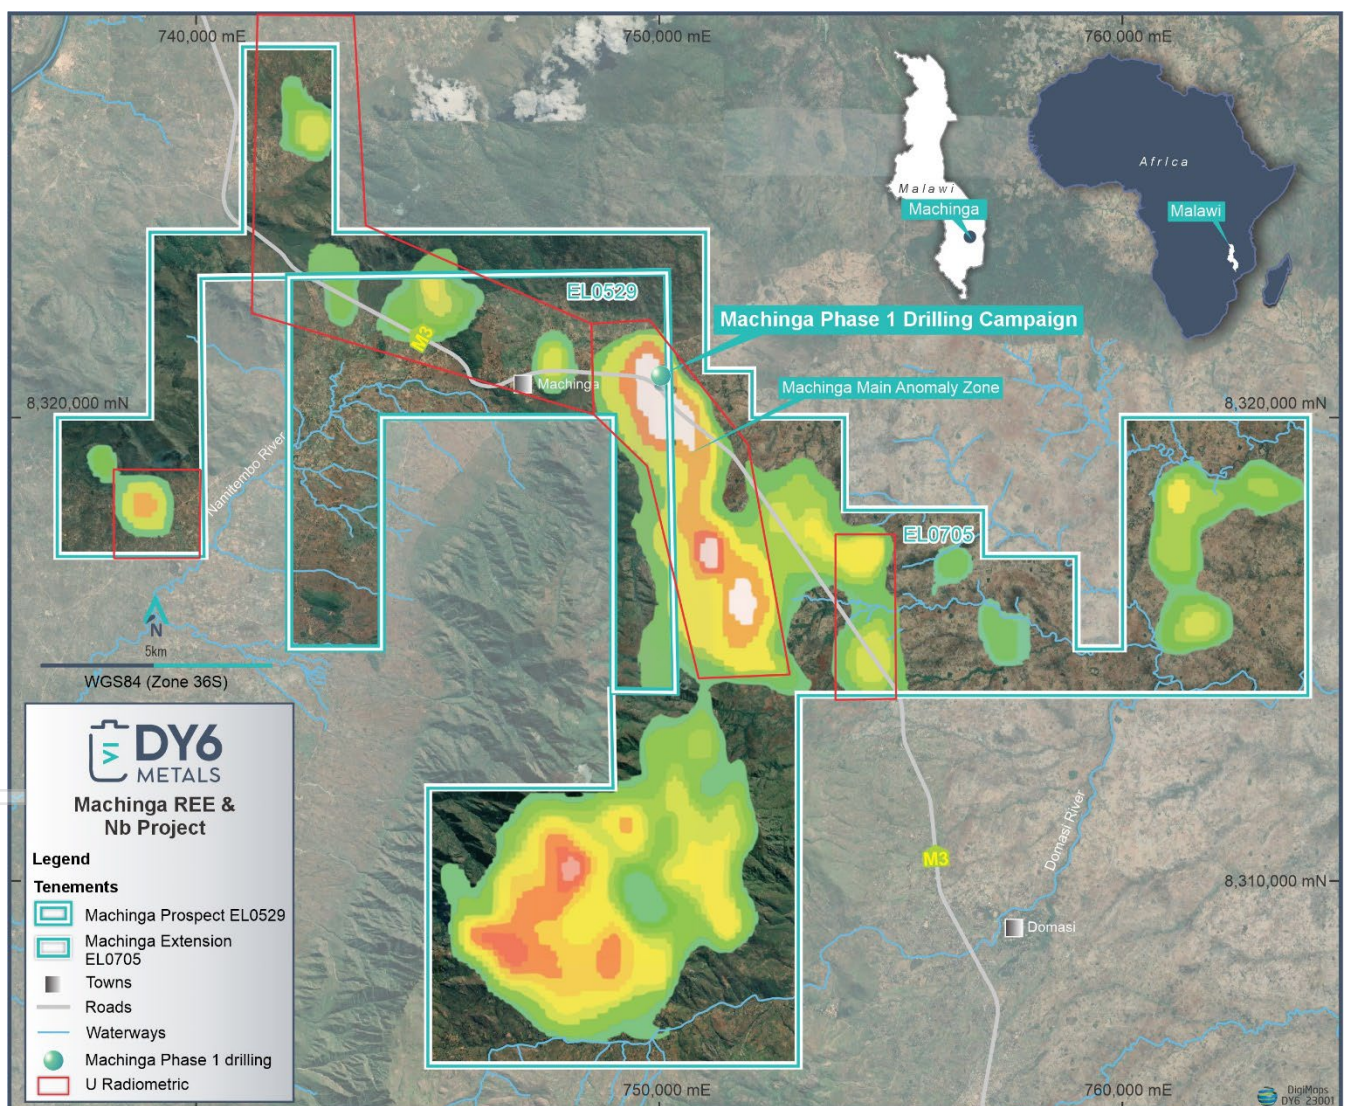 740,000 mE
750,000 mE
760,000 mE
Africa
Malawi
Machinga
Malawi
EL0529
Machinga Phase 1 Drilling Campaign
M3
Machinga
Machinga Main Anomaly Zone
8,320,000 mN
8,320,000 mN
Namitembo River
EL0705
N
5km
WGS84 (Zone 36S)
DY6
METALS
Machinga REE &
Nb Project
Legend
Tenements
Machinga Prospect EL0529
Machinga Extension
EL0705
Towns
Roads
Waterways
Machinga Phase 1 drilling
U Radiometric
M3
Domasi River
8,310,000 mN
Domasi
750,000 mE
760,000 mE
DigiMaps
DY6_23001